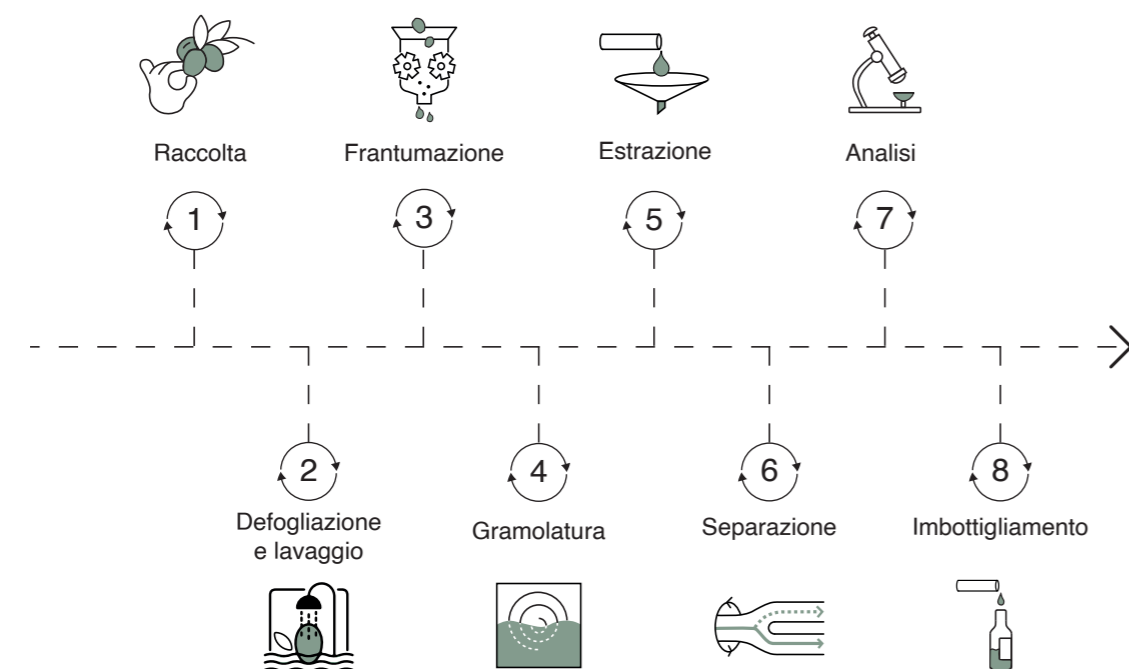 Raccolta
1
Defogliazione
e lavaggio
2
Frantumazione
3
Gramolatura
4
Estrazione
5
Separazione
6
Analisi
7
Imbottigliamento
8